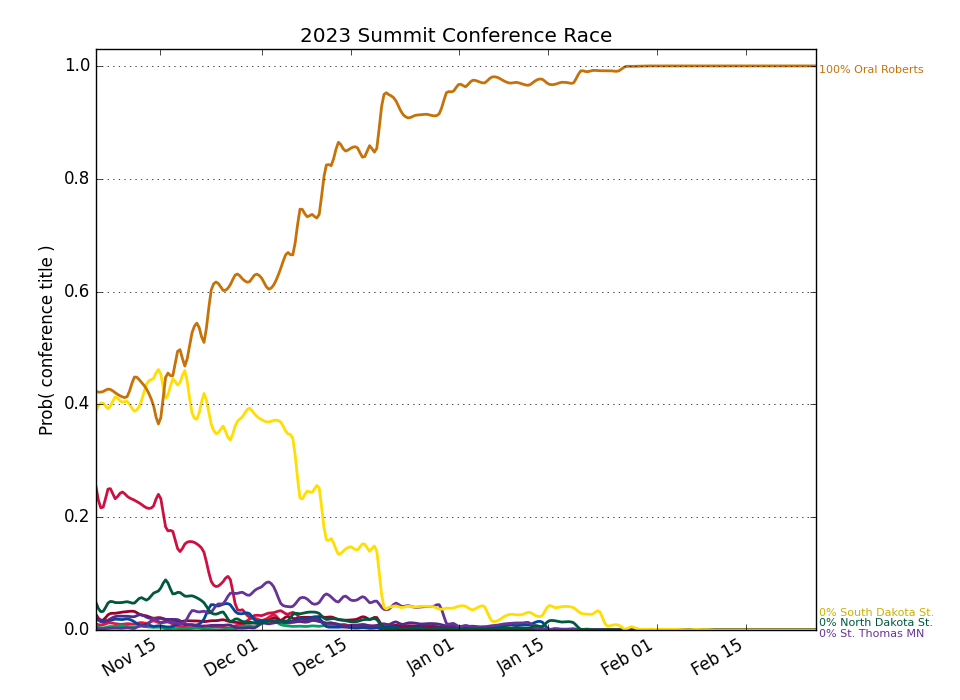 2023 Summit Conference Race
Prob( conference title )
1.0
0.8
0.6
0.4
0.2
0.0
Nov 15
Dec 01
Dec 15
Jan 01
Jan 15
Feb 01
Feb 15
100% Oral Roberts
0% South Dakota St.
0% North Dakota St.
0% St. Thomas MN